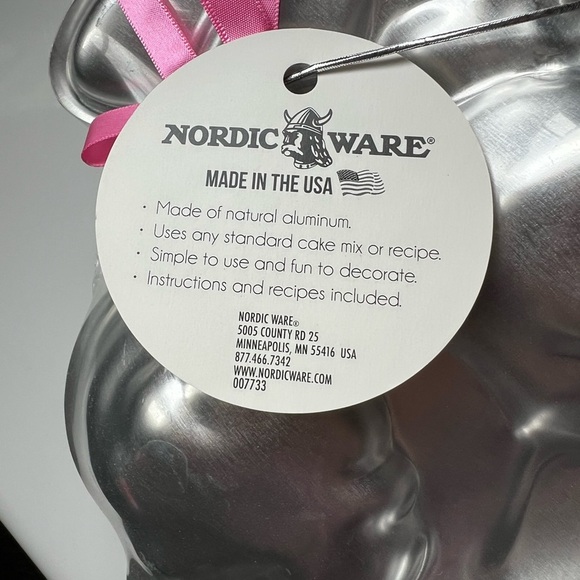 NORDIC WARE®
MADE IN THE USA
· Made of natural aluminum.
· Uses any standard cake mix or recipe.
· Simple to use and fun to decorate.
· Instructions and recipes included.
NORDIC WARE®
5005 COUNTY RD 25
MINNEAPOLIS, MN 55416 USA
877.466.7342
WWW.NORDICWARE.COM
007733